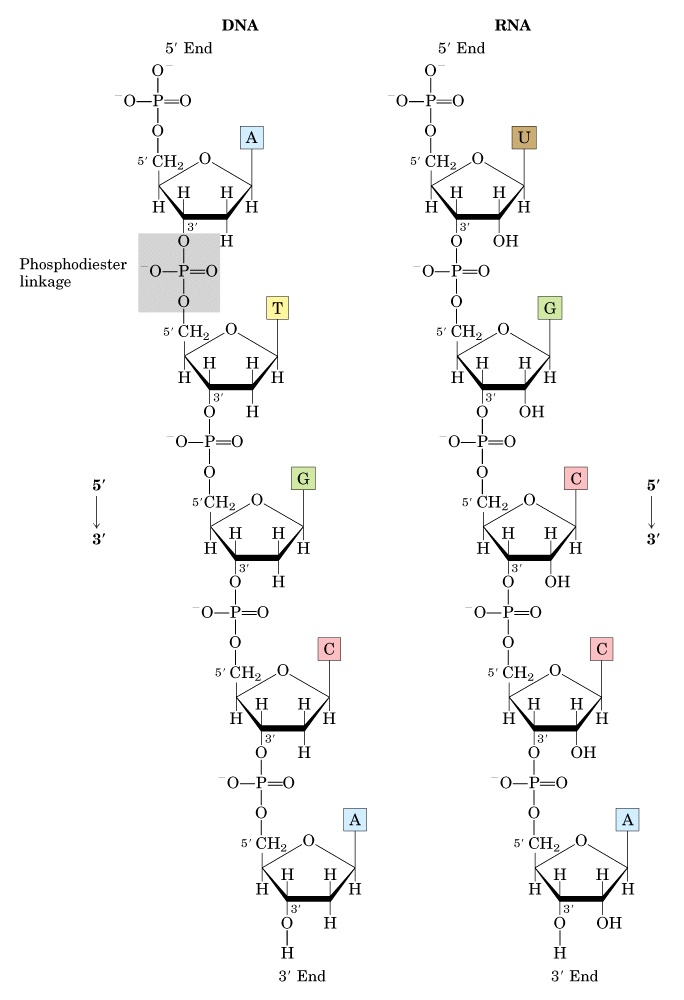 DNA
5′ End
O⁻
⁻O—P=O
O
A
5′ CH₂ O
H H
H H
3′
O H
Phosphodiester
linkage
⁻O—P=O
O
T
5′ CH₂ O
H H
H H
3′
O H
⁻O—P=O
O
G
5′ CH₂ O
H H
H H
3′
O H
⁻O—P=O
O
C
5′ CH₂ O
H H
H H
3′
O H
⁻O—P=O
O
A
5′ CH₂ O
H H
H H
3′
O H
H
3′ End
5′
↓
3′
RNA
5′ End
O⁻
⁻O—P=O
O
U
5′ CH₂ O
H H
H H
3′
O OH
⁻O—P=O
O
G
5′ CH₂ O
H H
H H
3′
O OH
⁻O—P=O
O
C
5′ CH₂ O
H H
H H
3′
O OH
⁻O—P=O
O
C
5′ CH₂ O
H H
H H
3′
O OH
⁻O—P=O
O
A
5′ CH₂ O
H H
H H
3′
O OH
H
3′ End
5′
↓
3′